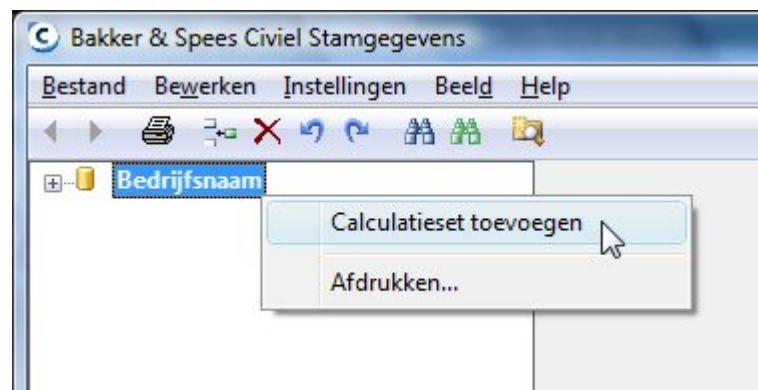 Bakker & Spees Civiel Stamgegevens
Bestand Bewerken Instellingen Beeld Help
Bedrijfsnaam
Calculatieset toevoegen
Afdrukken...